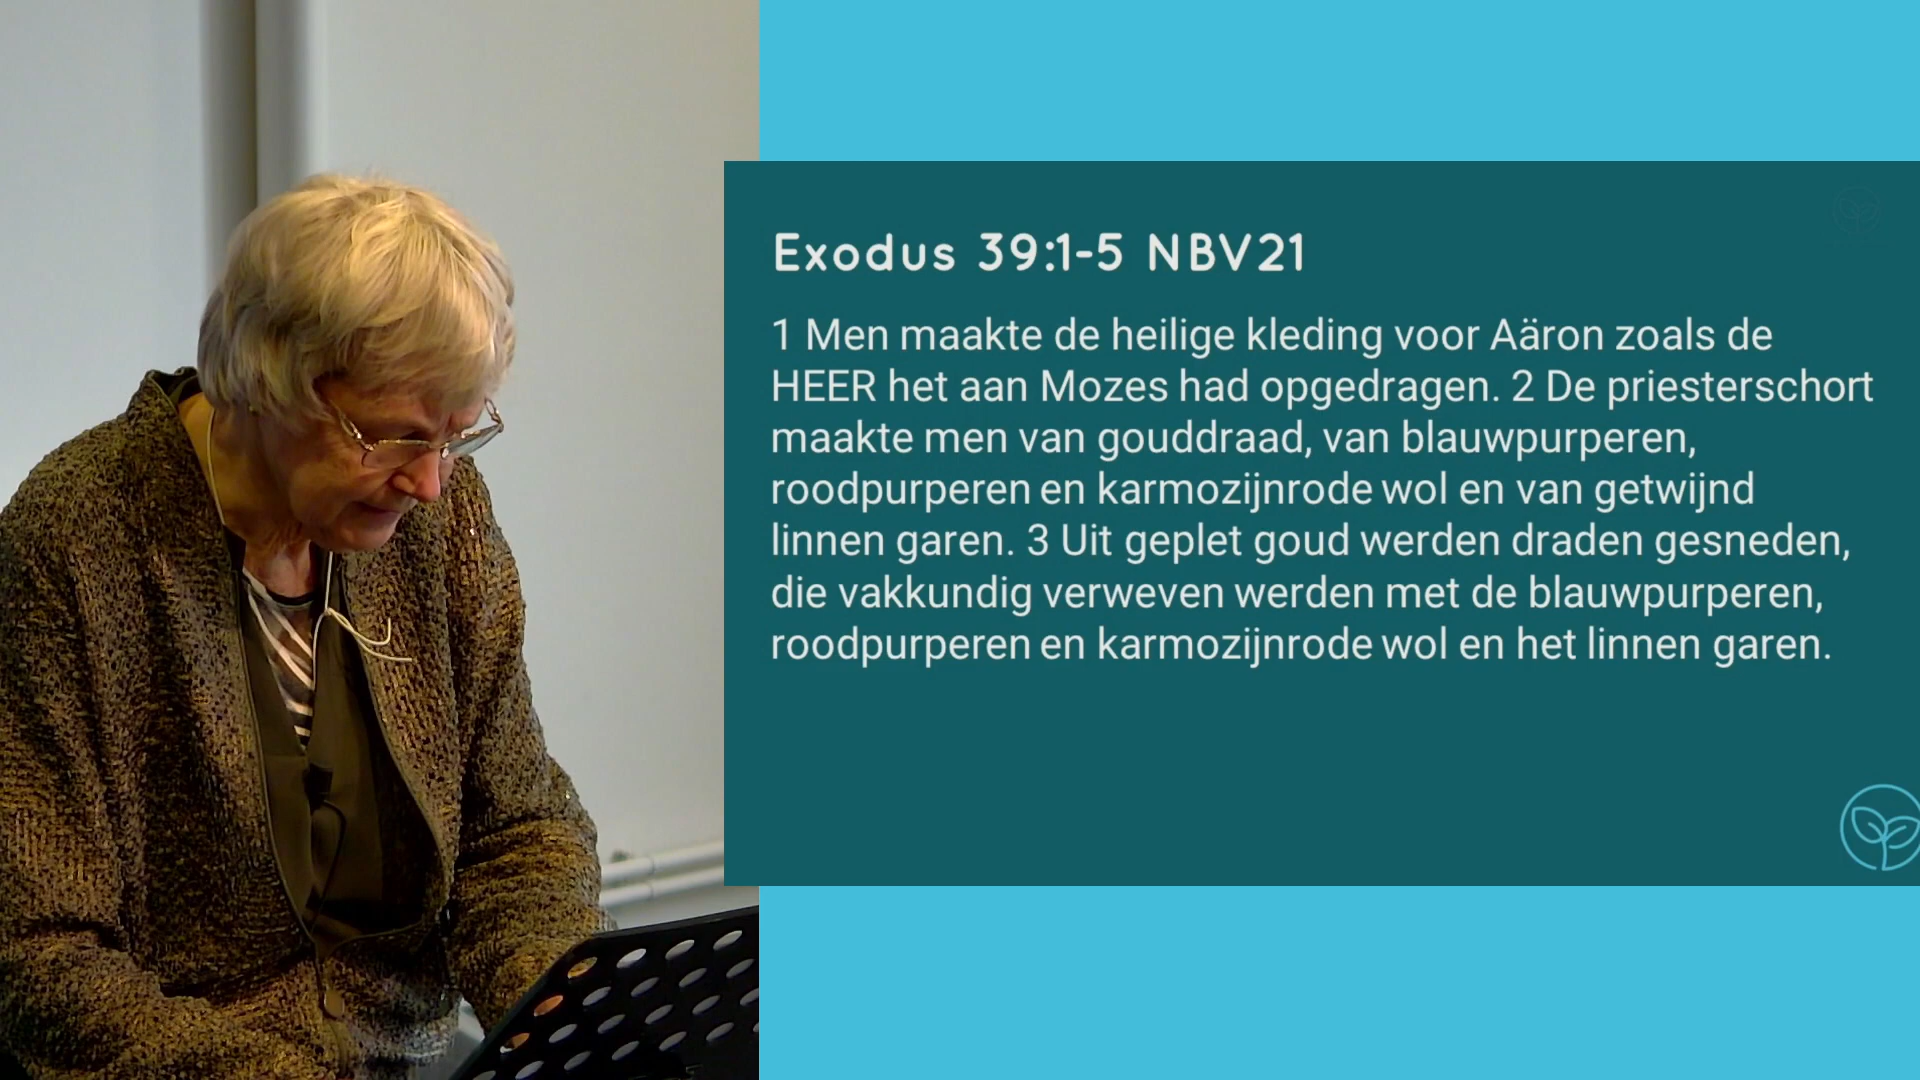 Exodus 39:1-5 NBV21
1 Men maakte de heilige kleding voor Aäron zoals de
HEER het aan Mozes had opgedragen. 2 De priesterschort
maakte men van gouddraad, van blauwpurperen,
roodpurperen en karmozijnrode wol en van getwijnd
linnen garen. 3 Uit geplet goud werden draden gesneden,
die vakkundig verweven werden met de blauwpurperen,
roodpurperen en karmozijnrode wol en het linnen garen.